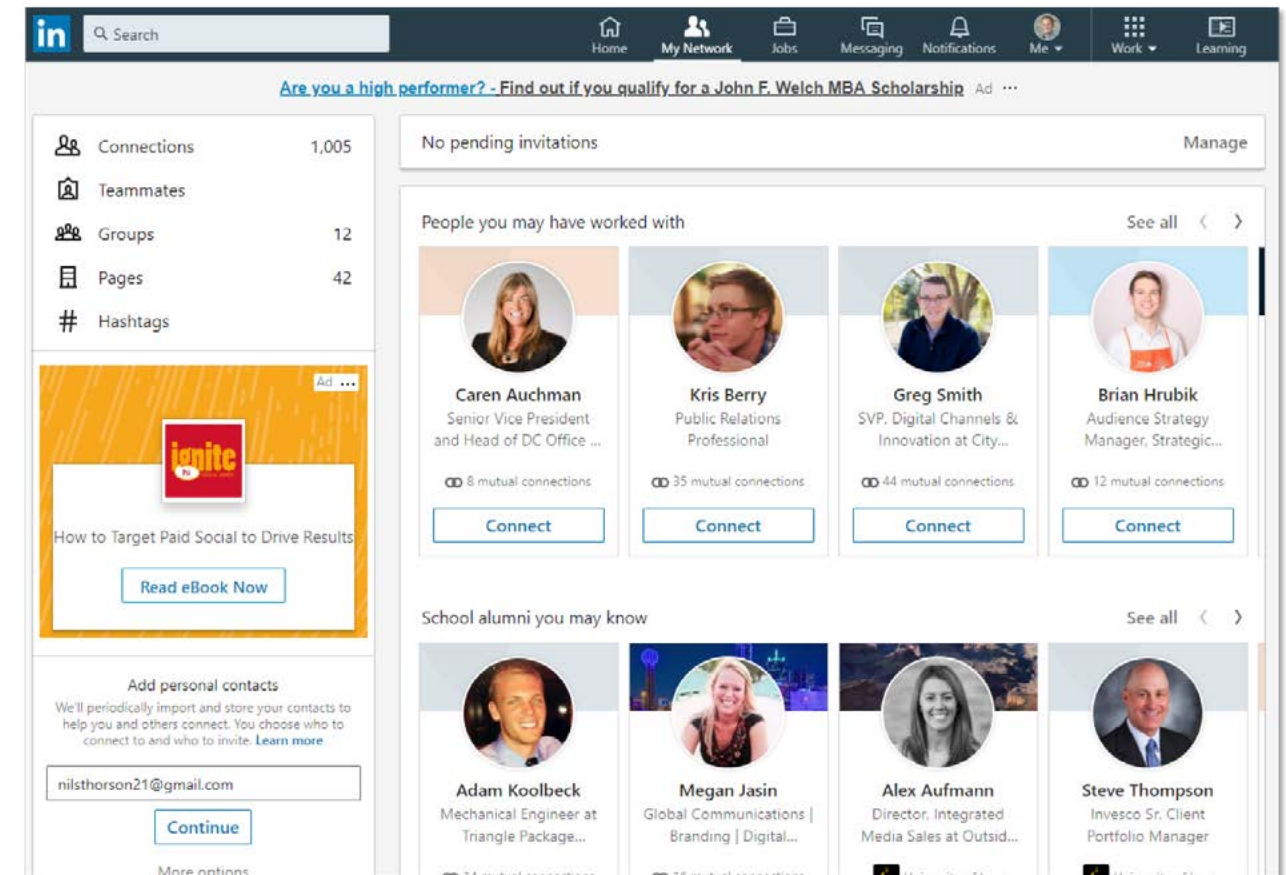 in
Search
Home
My Network
Jobs
Messaging
Notifications
Me
Work
Learning
Are you a high performer? - Find out if you qualify for a John F. Welch MBA Scholarship Ad ...
Connections 1,005
Teammates
Groups 12
Pages 42
# Hashtags
Ad ...
ignite
How to Target Paid Social to Drive Results
Read eBook Now
Add personal contacts
We'll periodically import and store your contacts to
help you and others connect. You choose who to
connect to and who to invite. Learn more
nilsthorson21@gmail.com
Continue
More options
No pending invitations Manage
People you may have worked with See all < >
Caren Auchman
Senior Vice President
and Head of DC Office ...
8 mutual connections
Connect
Kris Berry
Public Relations
Professional
35 mutual connections
Connect
Greg Smith
SVP, Digital Channels &
Innovation at City...
44 mutual connections
Connect
Brian Hrubik
Audience Strategy
Manager, Strategic...
12 mutual connections
Connect
School alumni you may know See all < >
Adam Koolbeck
Mechanical Engineer at
Triangle Package...
mutual connections
Megan Jasin
Global Communications |
Branding | Digital...
mutual connections
Alex Aufmann
Director, Integrated
Media Sales at Outsid...
Steve Thompson
Invesco Sr. Client
Portfolio Manager